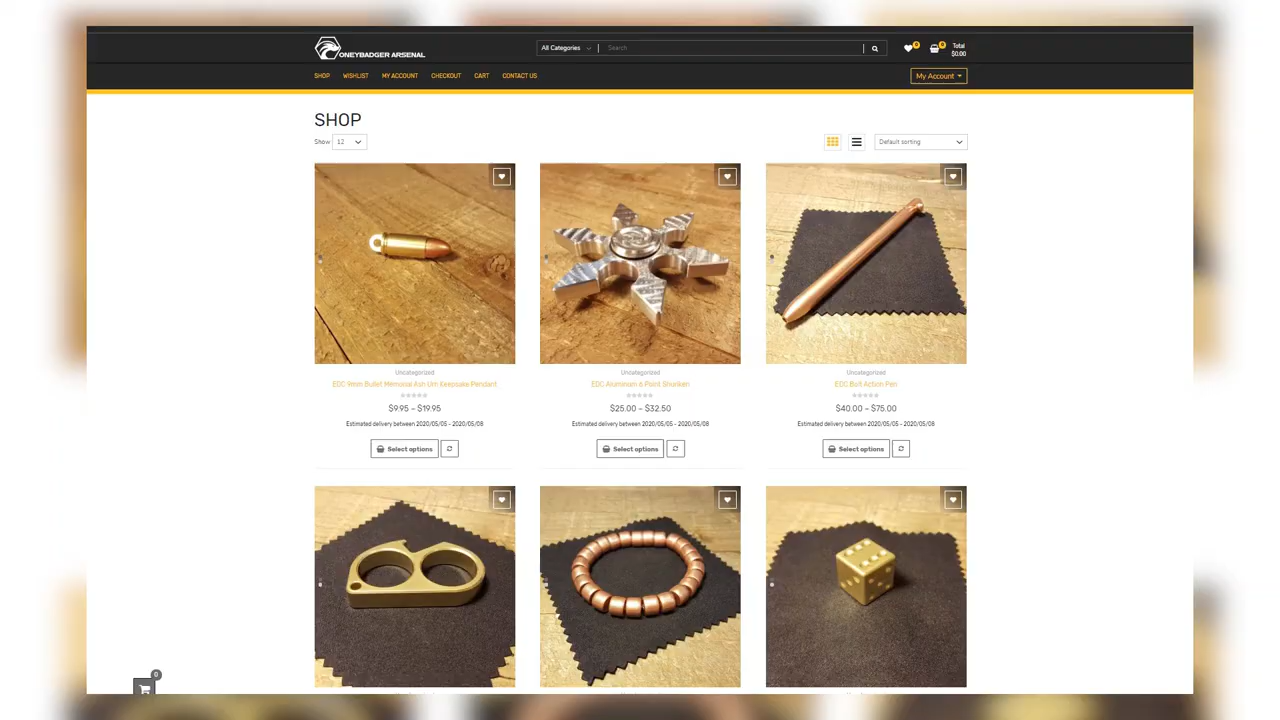 ONEYBADGER ARSENAL
All Categories
Search
0
0
Total
$0.00
SHOP
WISHLIST
MY ACCOUNT
CHECKOUT
CART
CONTACT US
My Account
SHOP
Show
12
Default sorting
Uncategorized
EDC 9mm Bullet Memorial Ash Urn Keepsake Pendant
$9.95 – $19.95
Estimated delivery between 2020/05/05 - 2020/05/08
Select options
Uncategorized
EDC Aluminum 6 Point Shuriken
$25.00 – $32.50
Estimated delivery between 2020/05/05 - 2020/05/08
Select options
Uncategorized
EDC Bolt Action Pen
$40.00 – $75.00
Estimated delivery between 2020/05/05 - 2020/05/08
Select options
0